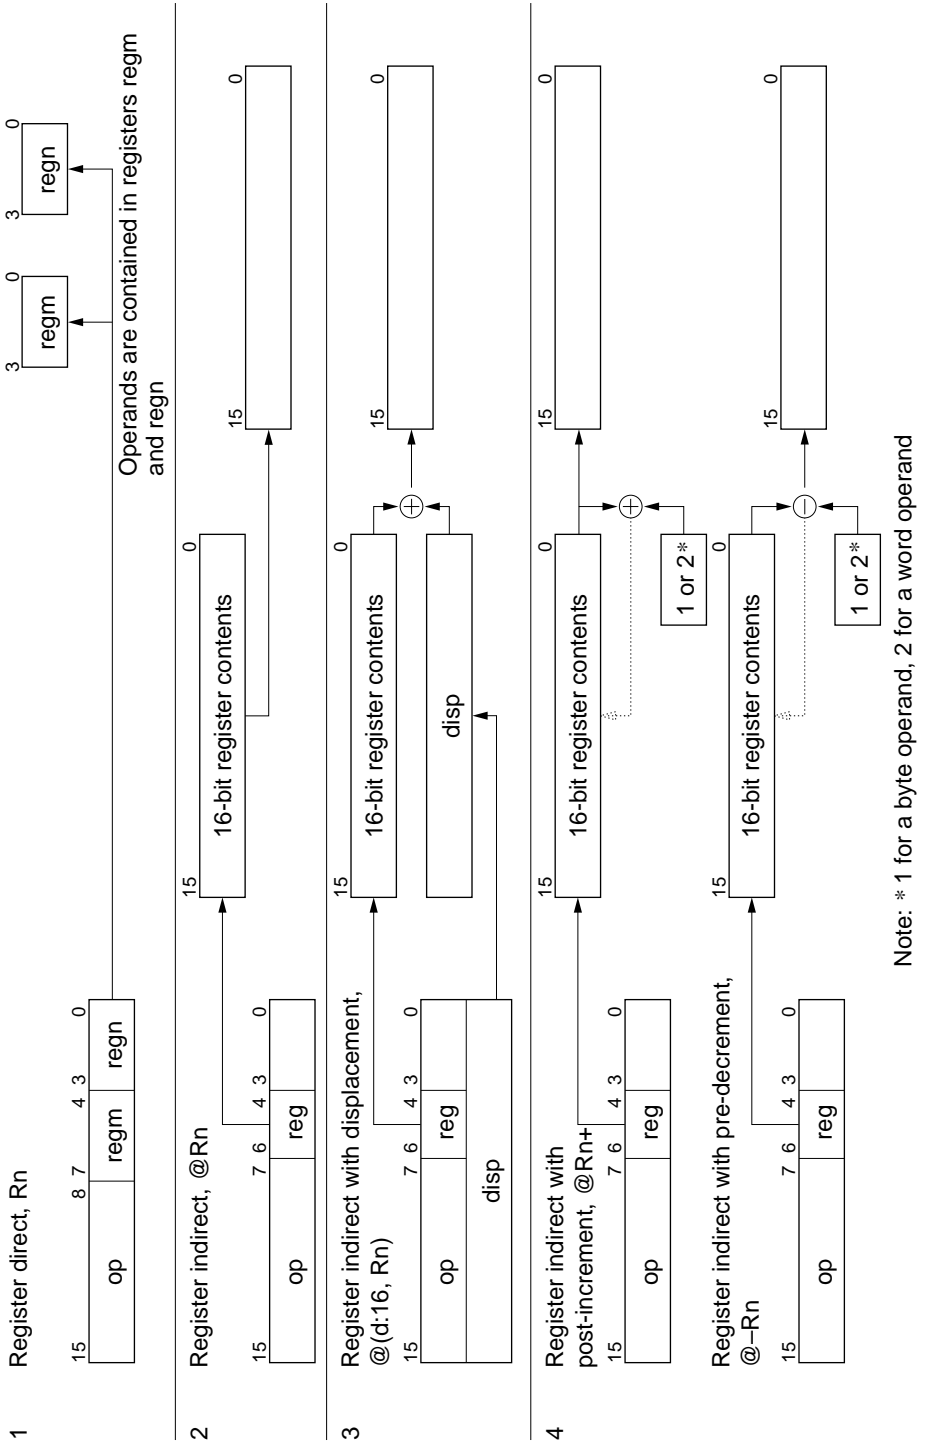 1
Register direct, Rn
15 8 7 4 3 0
op regm regn
3 0 3 0
regm regn
Operands are contained in registers regm
and regn
2
Register indirect, @Rn
15 7 6 4 3 0
op reg
15 0
16-bit register contents
15 0
3
Register indirect with displacement,
@(d:16, Rn)
15 7 6 4 3 0
op reg
disp
15 0
16-bit register contents
disp
+
15 0
4
Register indirect with
post-increment, @Rn+
15 7 6 4 3 0
op reg
15 0
16-bit register contents
+
1 or 2*
15 0
Register indirect with pre-decrement,
@–Rn
15 7 6 4 3 0
op reg
15 0
16-bit register contents
–
1 or 2*
15 0
Note: * 1 for a byte operand, 2 for a word operand